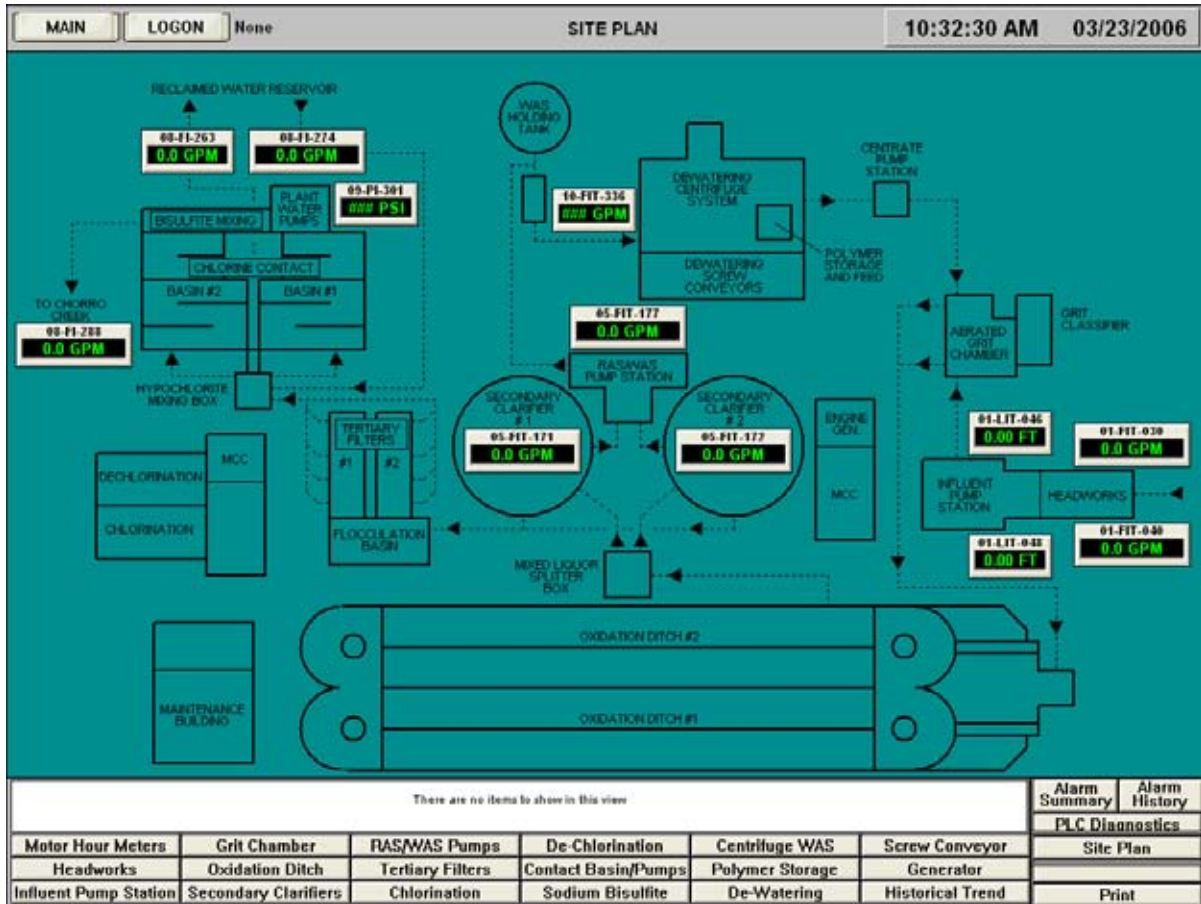 MAIN LOGON None SITE PLAN 10:32:30 AM 03/23/2006
RECLAIMED WATER RESERVOIR
08-FI-263
0.0 GPM
08-FI-274
0.0 GPM
WAS
HOLDING
TANK
PLANT
WATER
PUMPS
09-PI-301
### PSI
BISULFITE MIXING
CHLORINE CONTACT
BASIN #2 BASIN #1
TO CHORRO
CREEK
08-FI-288
0.0 GPM
HYPOCHLORITE
MIXING BOX
10-FIT-336
### GPM
DEWATERING
CENTRIFUGE
SYSTEM
DEWATERING
SCREW
CONVEYORS
POLYMER
STORAGE
AND FEED
CENTRATE
PUMP
STATION
AERATED
GRIT
CHAMBER
GRIT
CLASSIFIER
05-FIT-177
0.0 GPM
RAS/WAS
PUMP STATION
SECONDARY
CLARIFIER
# 1
05-FIT-171
0.0 GPM
SECONDARY
CLARIFIER
# 2
05-FIT-172
0.0 GPM
ENGINE
GEN.
MCC
01-LIT-046
0.00 FT
01-FIT-030
0.0 GPM
INFLUENT
PUMP
STATION
HEADWORKS
01-LIT-048
0.00 FT
01-FIT-040
0.0 GPM
TERTIARY
FILTERS
#1 #2
FLOCCULATION
BASIN
MCC
DECHLORINATION
CHLORINATION
MIXED LIQUOR
SPLITTER
BOX
OXIDATION DITCH #2
OXIDATION DITCH #1
MAINTENANCE
BUILDING
There are no items to show in this view
Alarm Summary Alarm History
PLC Diagnostics
Motor Hour Meters Grit Chamber RAS/WAS Pumps De-Chlorination Centrifuge WAS Screw Conveyor Site Plan
Headworks Oxidation Ditch Tertiary Filters Contact Basin/Pumps Polymer Storage Generator
Influent Pump Station Secondary Clarifiers Chlorination Sodium Bisulfite De-Watering Historical Trend Print